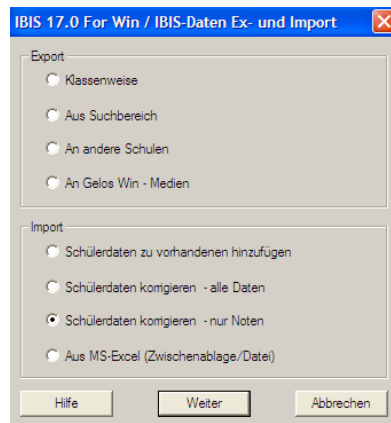 IBIS 17.0 For Win / IBIS-Daten Ex- und Import
Export
Klassenweise
Aus Suchbereich
An andere Schulen
An Gelos Win - Medien
Import
Schülerdaten zu vorhandenen hinzufügen
Schülerdaten korrigieren - alle Daten
Schülerdaten korrigieren - nur Noten
Aus MS-Excel (Zwischenablage/Datei)
Hilfe Weiter Abbrechen